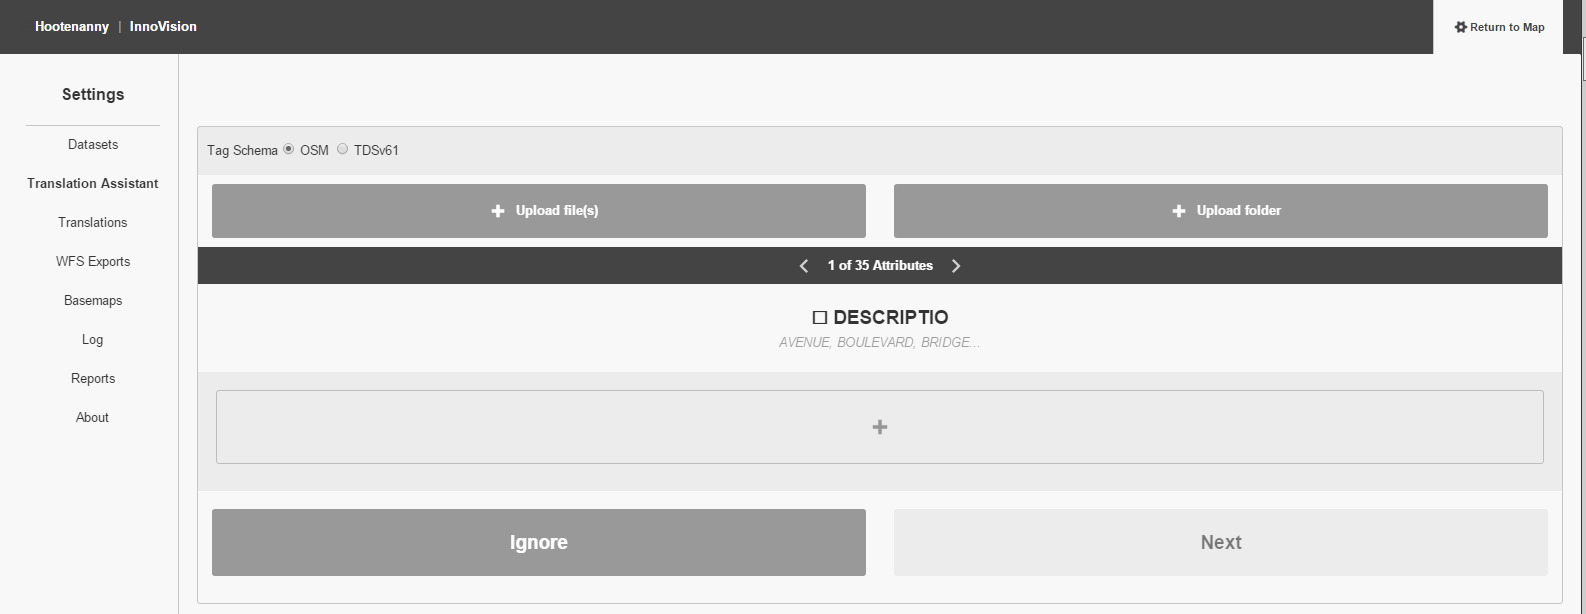 Hootenanny | InnoVision
Return to Map
Settings
Datasets
Translation Assistant
Translations
WFS Exports
Basemaps
Log
Reports
About
Tag Schema OSM TDSv61
Upload file(s)
Upload folder
1 of 35 Attributes
DESCRIPTIO
AVENUE, BOULEVARD, BRIDGE...
Ignore
Next